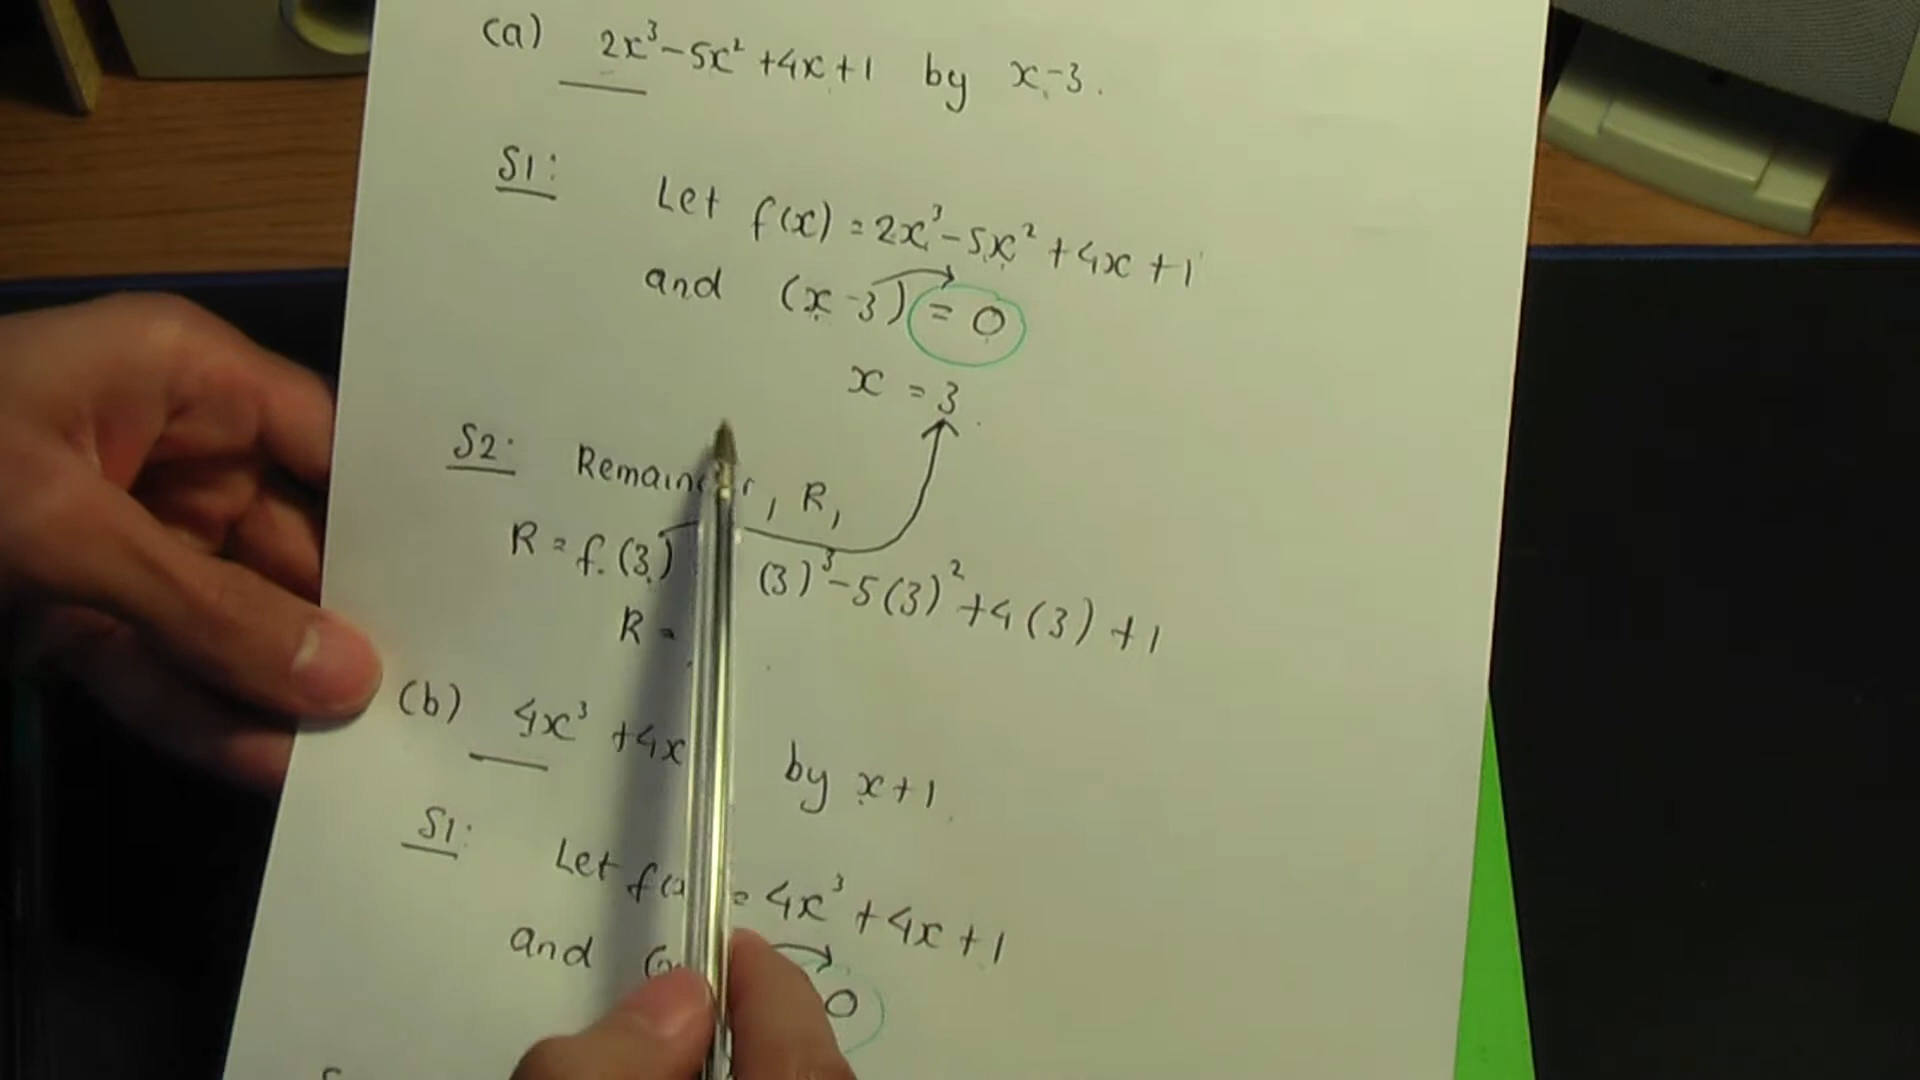 (a) 2x³-5x²+4x+1 by x-3.
S1: Let f(x) = 2x³-5x²+4x+1
and (x-3) = 0
x = 3.
S2: R,
R = f(3) (3)³-5(3)²+4(3)+1
R =
(b) 4x³+4x by x+1.
S1: Let = 4x³+4x+1
and 0